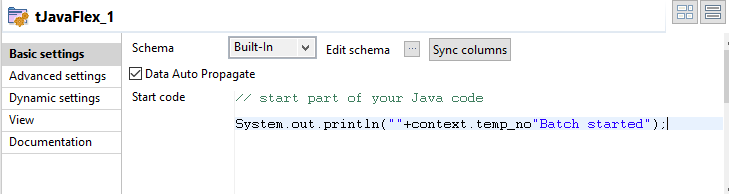 tJavaFlex_1
Basic settings
Advanced settings
Dynamic settings
View
Documentation
Schema Built-In Edit schema ... Sync columns
Data Auto Propagate
Start code
// start part of your Java code
System.out.println(""+context.temp_no"Batch started");